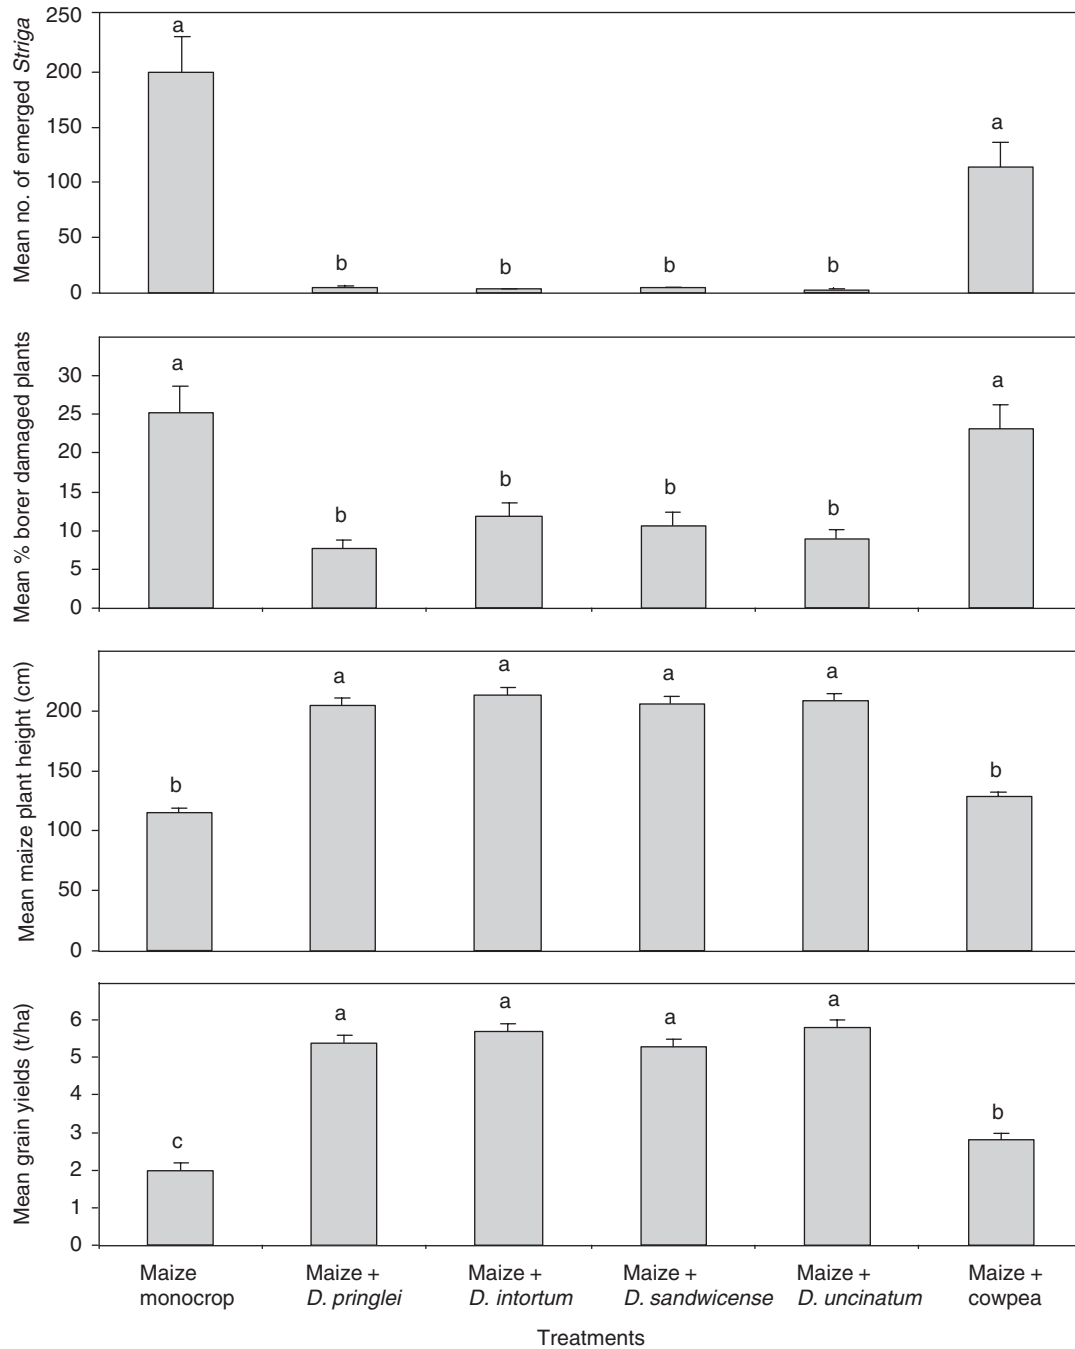 Mean no. of emerged Striga
250
200
150
100
50
0
a
b
b
b
b
a
Mean % borer damaged plants
30
25
20
15
10
5
0
a
b
b
b
b
a
Mean maize plant height (cm)
200
150
100
50
0
b
a
a
a
a
b
Mean grain yields (t/ha)
6
5
4
3
2
1
0
c
a
a
a
a
b
Maize
monocrop
Maize +
D. pringlei
Maize +
D. intortum
Maize +
D. sandwicense
Maize +
D. uncinatum
Maize +
cowpea
Treatments